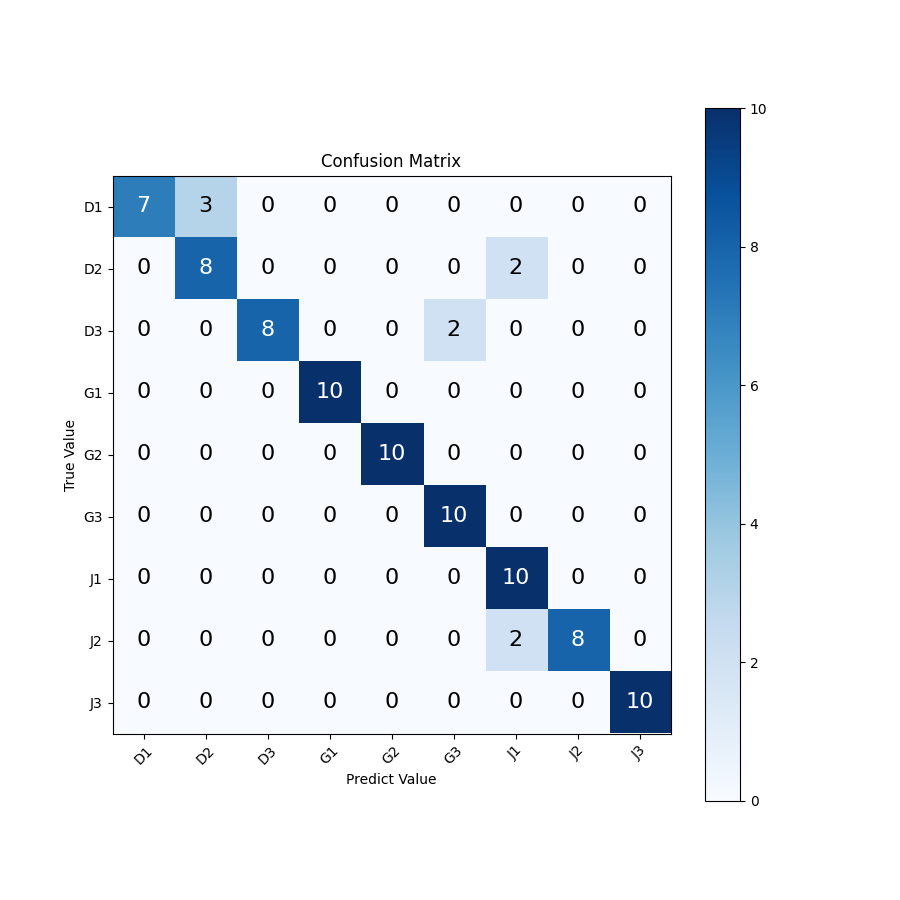 Confusion Matrix
D1 7 3 0 0 0 0 0 0 0
D2 0 8 0 0 0 0 2 0 0
D3 0 0 8 0 0 2 0 0 0
G1 0 0 0 10 0 0 0 0 0
G2 0 0 0 0 10 0 0 0 0
G3 0 0 0 0 0 10 0 0 0
J1 0 0 0 0 0 0 10 0 0
J2 0 0 0 0 0 0 2 8 0
J3 0 0 0 0 0 0 0 0 10
D1 D2 D3 G1 G2 G3 J1 J2 J3
Predict Value
True Value
10
8
6
4
2
0